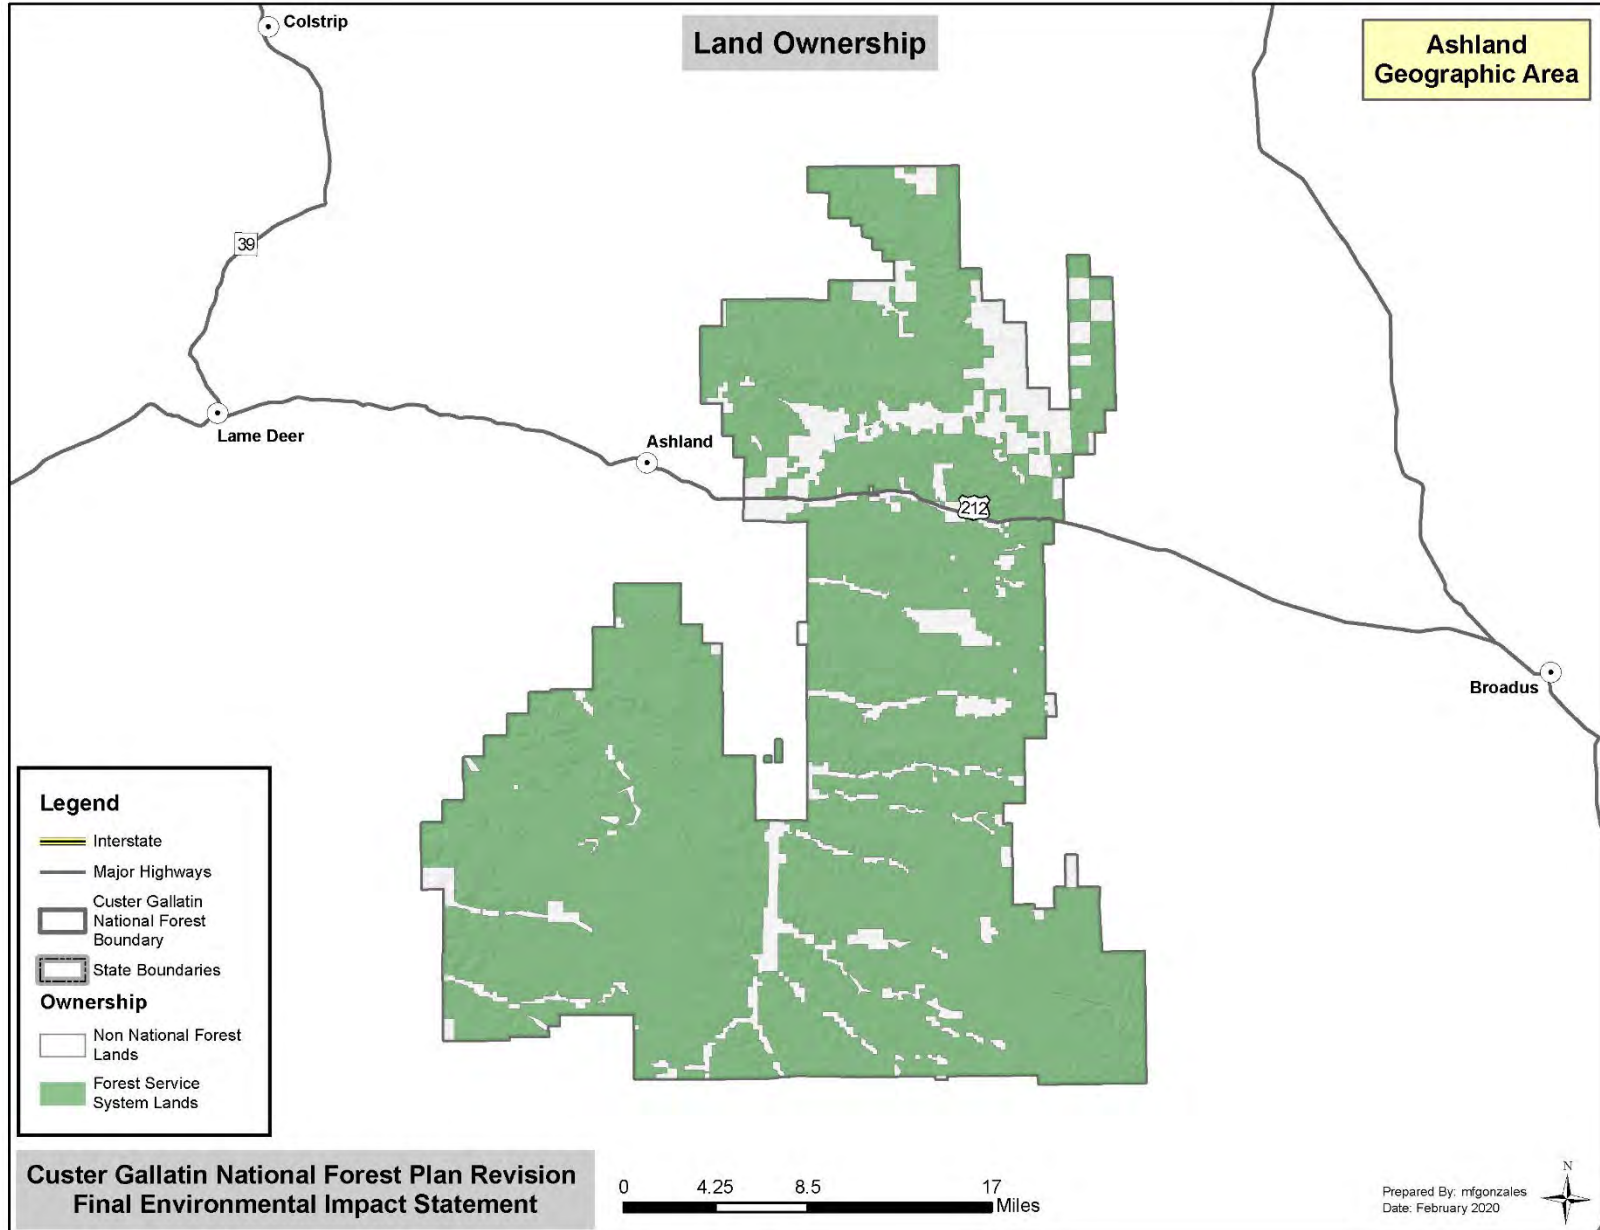 Land Ownership
Ashland
Geographic Area
Colstrip
39
Lame Deer
Ashland
212
Broadus
Legend
Interstate
Major Highways
Custer Gallatin
National Forest
Boundary
State Boundaries
Ownership
Non National Forest
Lands
Forest Service
System Lands
Custer Gallatin National Forest Plan Revision
Final Environmental Impact Statement
0 4.25 8.5 17
Miles
Prepared By: mfgonzales
Date: February 2020
N